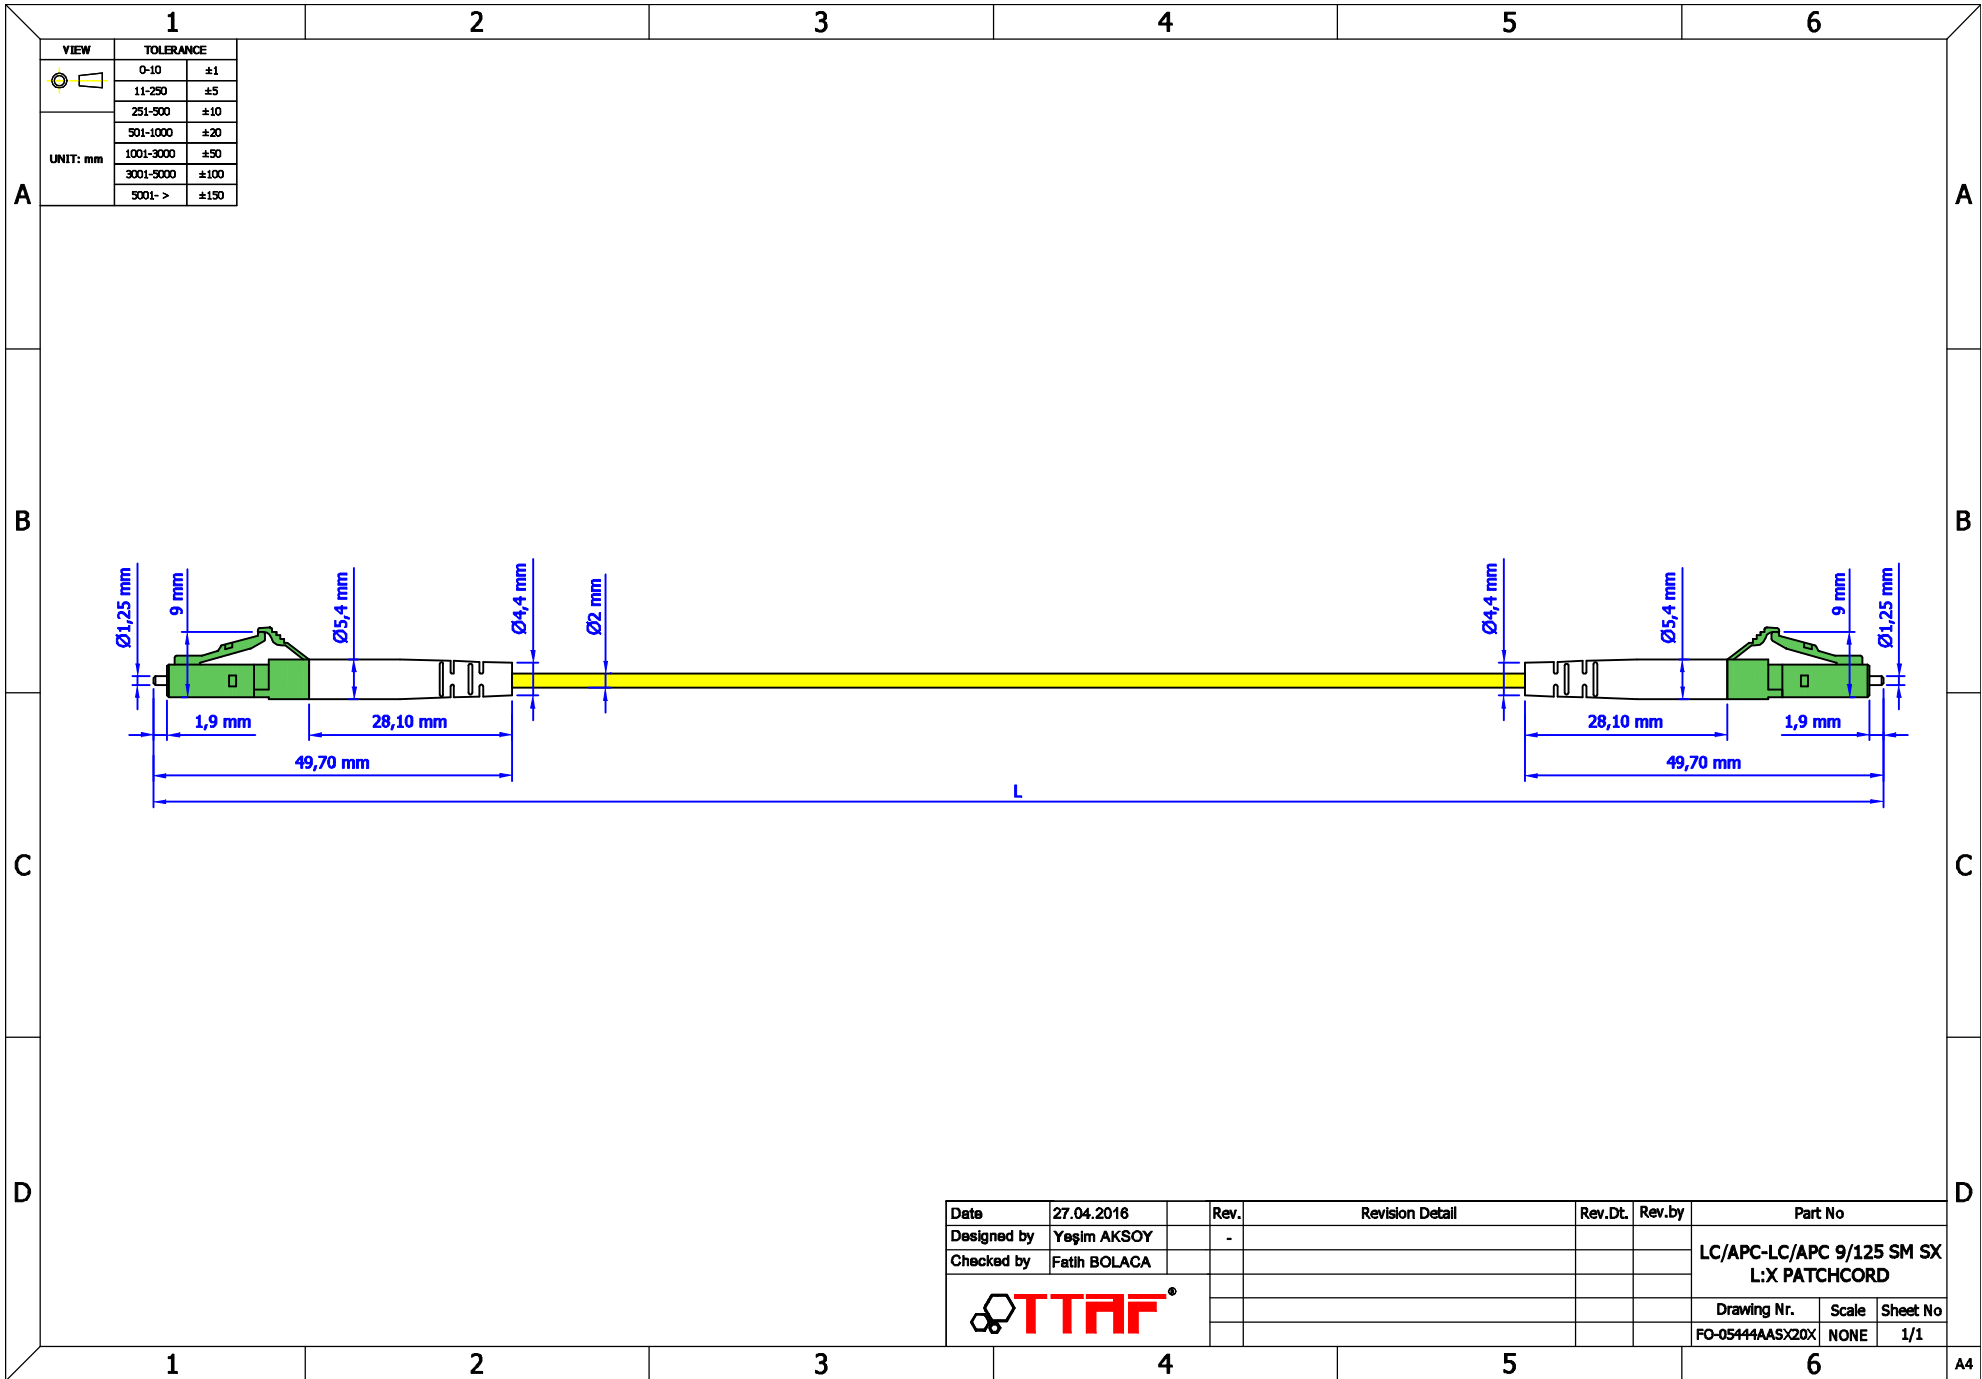 1 2 3 4 5 6
VIEW TOLERANCE
0-10 ±1
11-250 ±5
251-500 ±10
501-1000 ±20
UNIT: mm
1001-3000 ±50
3001-5000 ±100
5001- > ±150
A A
B B
Ø1,25 mm
9 mm
Ø5,4 mm
Ø4,4 mm
Ø2 mm
Ø4,4 mm
Ø5,4 mm
9 mm
Ø1,25 mm
1,9 mm 28,10 mm 28,10 mm 1,9 mm
49,70 mm 49,70 mm
L
C C
D D
Date 27.04.2016 Rev. Revision Detail Rev.Dt. Rev.by Part No
Designed by Yeşim AKSOY -
Checked by Fatih BOLACA
LC/APC-LC/APC 9/125 SM SX
L:X PATCHCORD
TTAF®
Drawing Nr. Scale Sheet No
FO-05444AASX20X NONE 1/1
1 2 3 4 5 6 A4